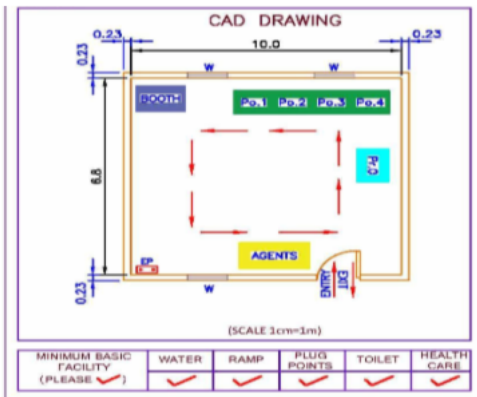 CAD DRAWING
0.23
0.23
10.0
0.23
W
W
BOOTH
Po.1 Po.2 Po.3 Po.4
Pr.O
6.8
AGENTS
EP
ENTRY
EXIT
0.23
W
(SCALE 1cm=1m)
MINIMUM BASIC
FACILITY
(PLEASE ✓)
WATER
RAMP
PLUG
POINTS
TOILET
HEALTH
CARE